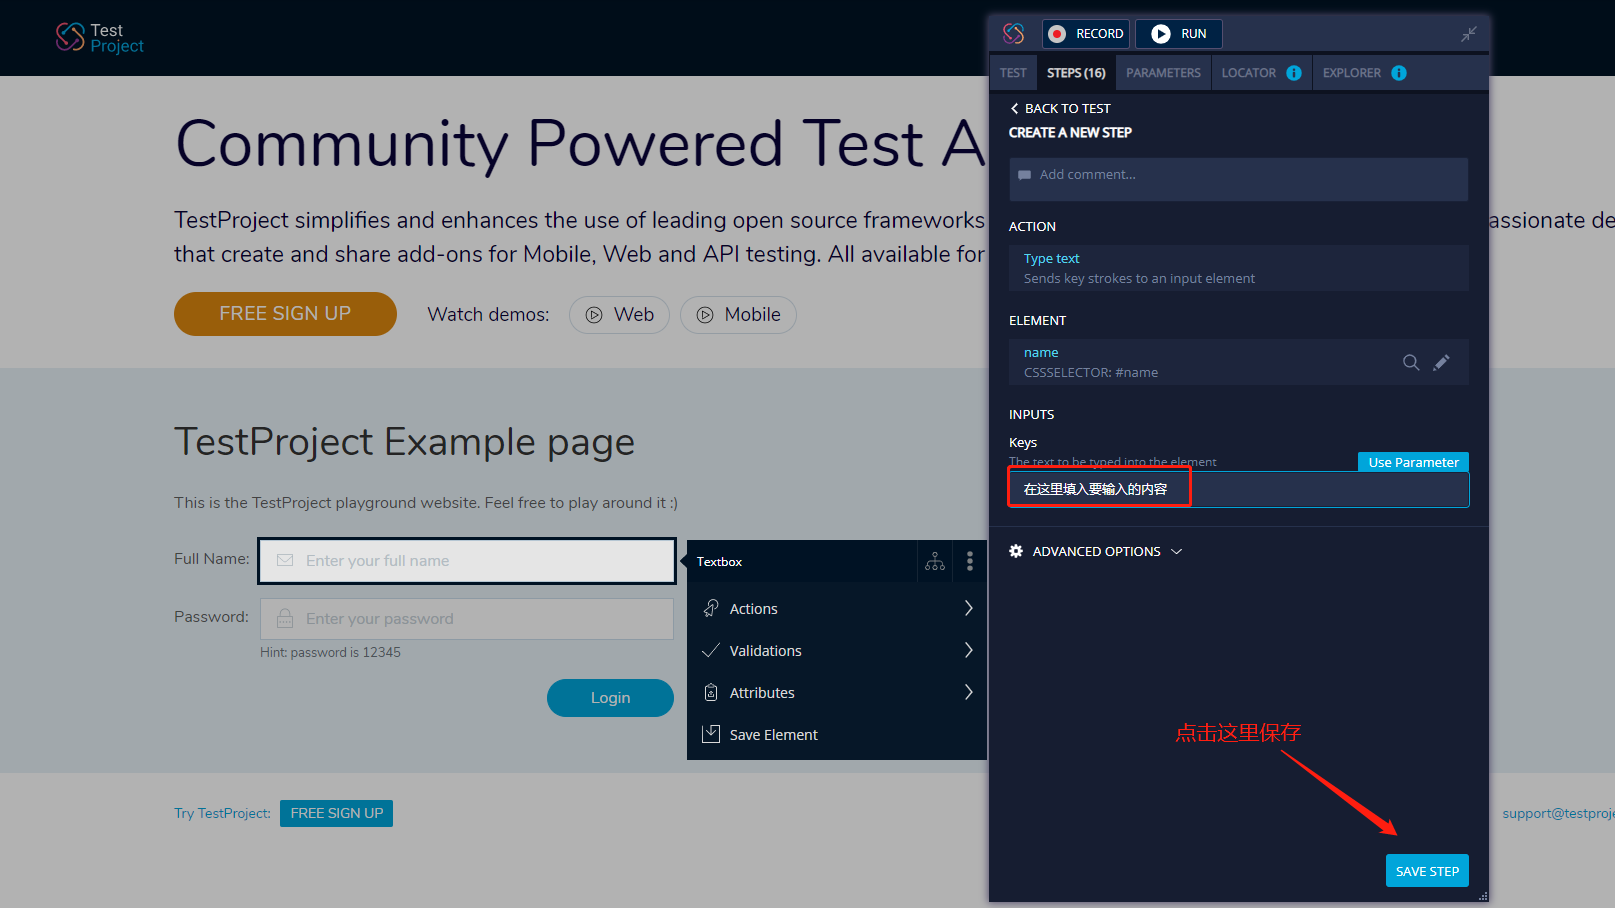 Test
Project
Community Powered Test A
TestProject simplifies and enhances the use of leading open source frameworks
assionate de
that create and share add-ons for Mobile, Web and API testing. All available for
FREE SIGN UP
Watch demos:
Web
Mobile
TestProject Example page
This is the TestProject playground website. Feel free to play around it :)
Full Name:
Enter your full name
Password:
Enter your password
Hint: password is 12345
Login
Textbox
Actions
Validations
Attributes
Save Element
Try TestProject:
FREE SIGN UP
support@testproje
RECORD
RUN
TEST
STEPS (16)
PARAMETERS
LOCATOR
EXPLORER
BACK TO TEST
CREATE A NEW STEP
Add comment...
ACTION
Type text
Sends key strokes to an input element
ELEMENT
name
CSSSELECTOR: #name
INPUTS
Keys
The text to be typed into the element
Use Parameter
在这里填入要输入的内容
ADVANCED OPTIONS
点击这里保存
SAVE STEP